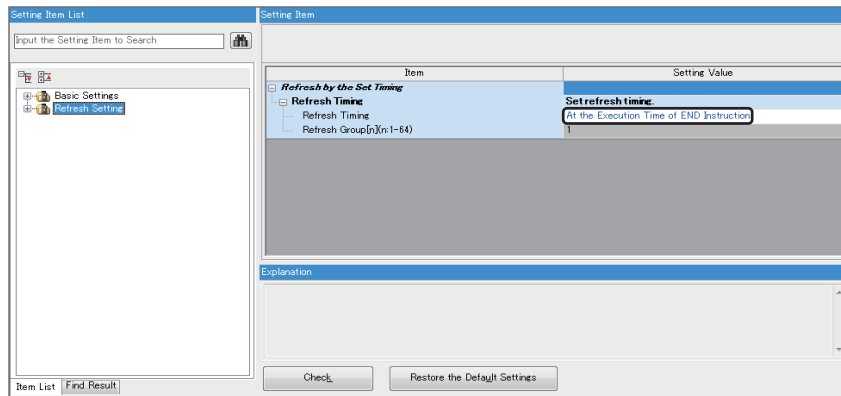 Setting Item List
Input the Setting Item to Search
Basic Settings
Refresh Setting
Item List Find Result
Setting Item
Item Setting Value
Refresh by the Set Timing
Refresh Timing Set refresh timing.
Refresh Timing At the Execution Time of END Instruction
Refresh Group[n](n:1-64) 1
Explanation
Check Restore the Default Settings